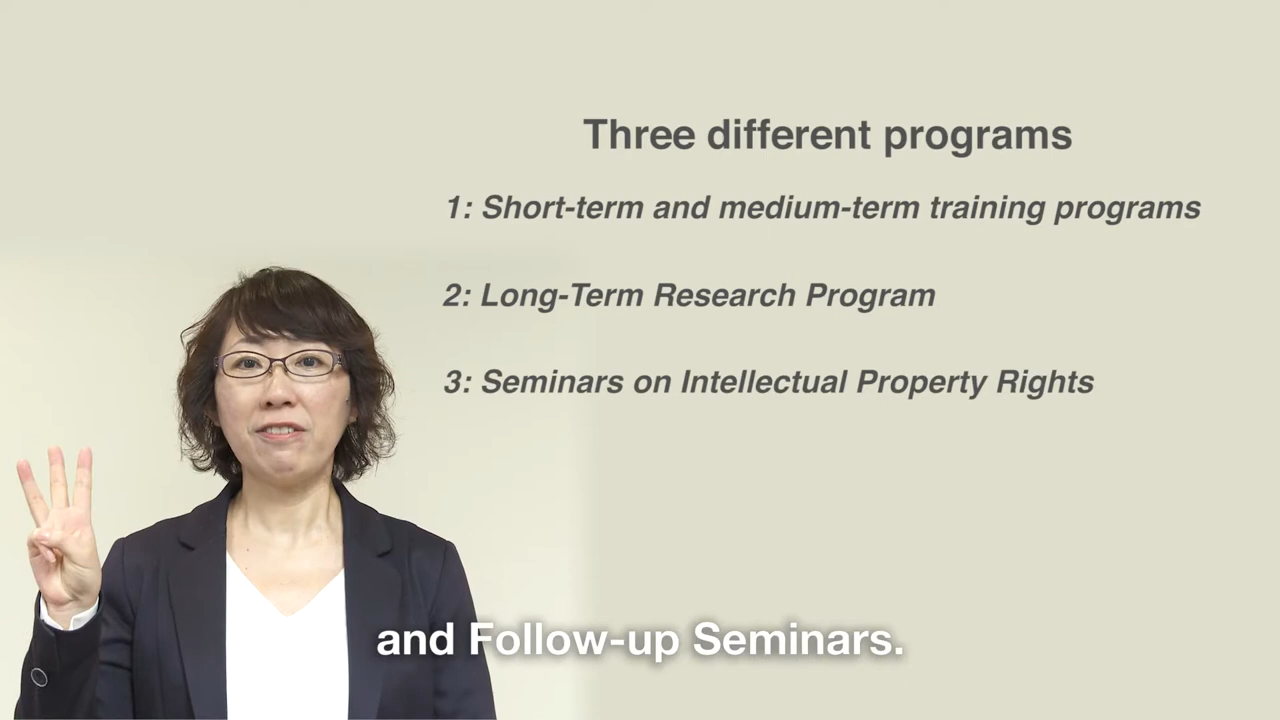 Three different programs
1: Short-term and medium-term training programs
2: Long-Term Research Program
3: Seminars on Intellectual Property Rights
and Follow-up Seminars.